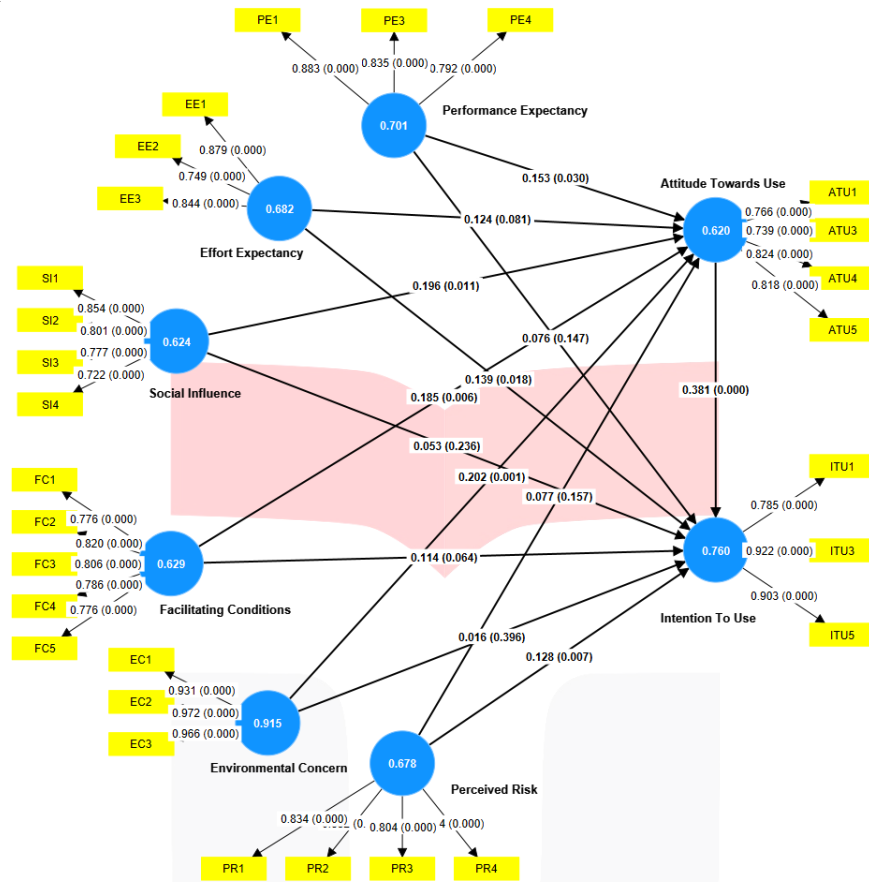 PE1
PE3
PE4
0.883 (0.000)
0.835 (0.000)
0.792 (0.000)
0.701
Performance Expectancy
EE1
EE2
EE3
0.879 (0.000)
0.749 (0.000)
0.844 (0.000)
0.682
Effort Expectancy
0.153 (0.030)
0.124 (0.081)
Attitude Towards Use
0.620
0.766 (0.000)
0.739 (0.000)
0.824 (0.000)
0.818 (0.000)
ATU1
ATU3
ATU4
ATU5
SI1
SI2
SI3
SI4
0.854 (0.000)
0.801 (0.000)
0.777 (0.000)
0.722 (0.000)
0.624
Social Influence
0.196 (0.011)
0.076 (0.147)
0.139 (0.018)
0.185 (0.006)
0.381 (0.000)
0.053 (0.236)
0.202 (0.001)
0.077 (0.157)
FC1
FC2
FC3
FC4
FC5
0.776 (0.000)
0.820 (0.000)
0.806 (0.000)
0.786 (0.000)
0.776 (0.000)
0.629
Facilitating Conditions
0.114 (0.064)
0.760
Intention To Use
0.785 (0.000)
0.922 (0.000)
0.903 (0.000)
ITU1
ITU3
ITU5
EC1
EC2
EC3
0.931 (0.000)
0.972 (0.000)
0.966 (0.000)
0.915
Environmental Concern
0.016 (0.396)
0.128 (0.007)
0.678
Perceived Risk
0.834 (0.000)
0.804 (0.000)
4 (0.000)
PR1
PR2
PR3
PR4